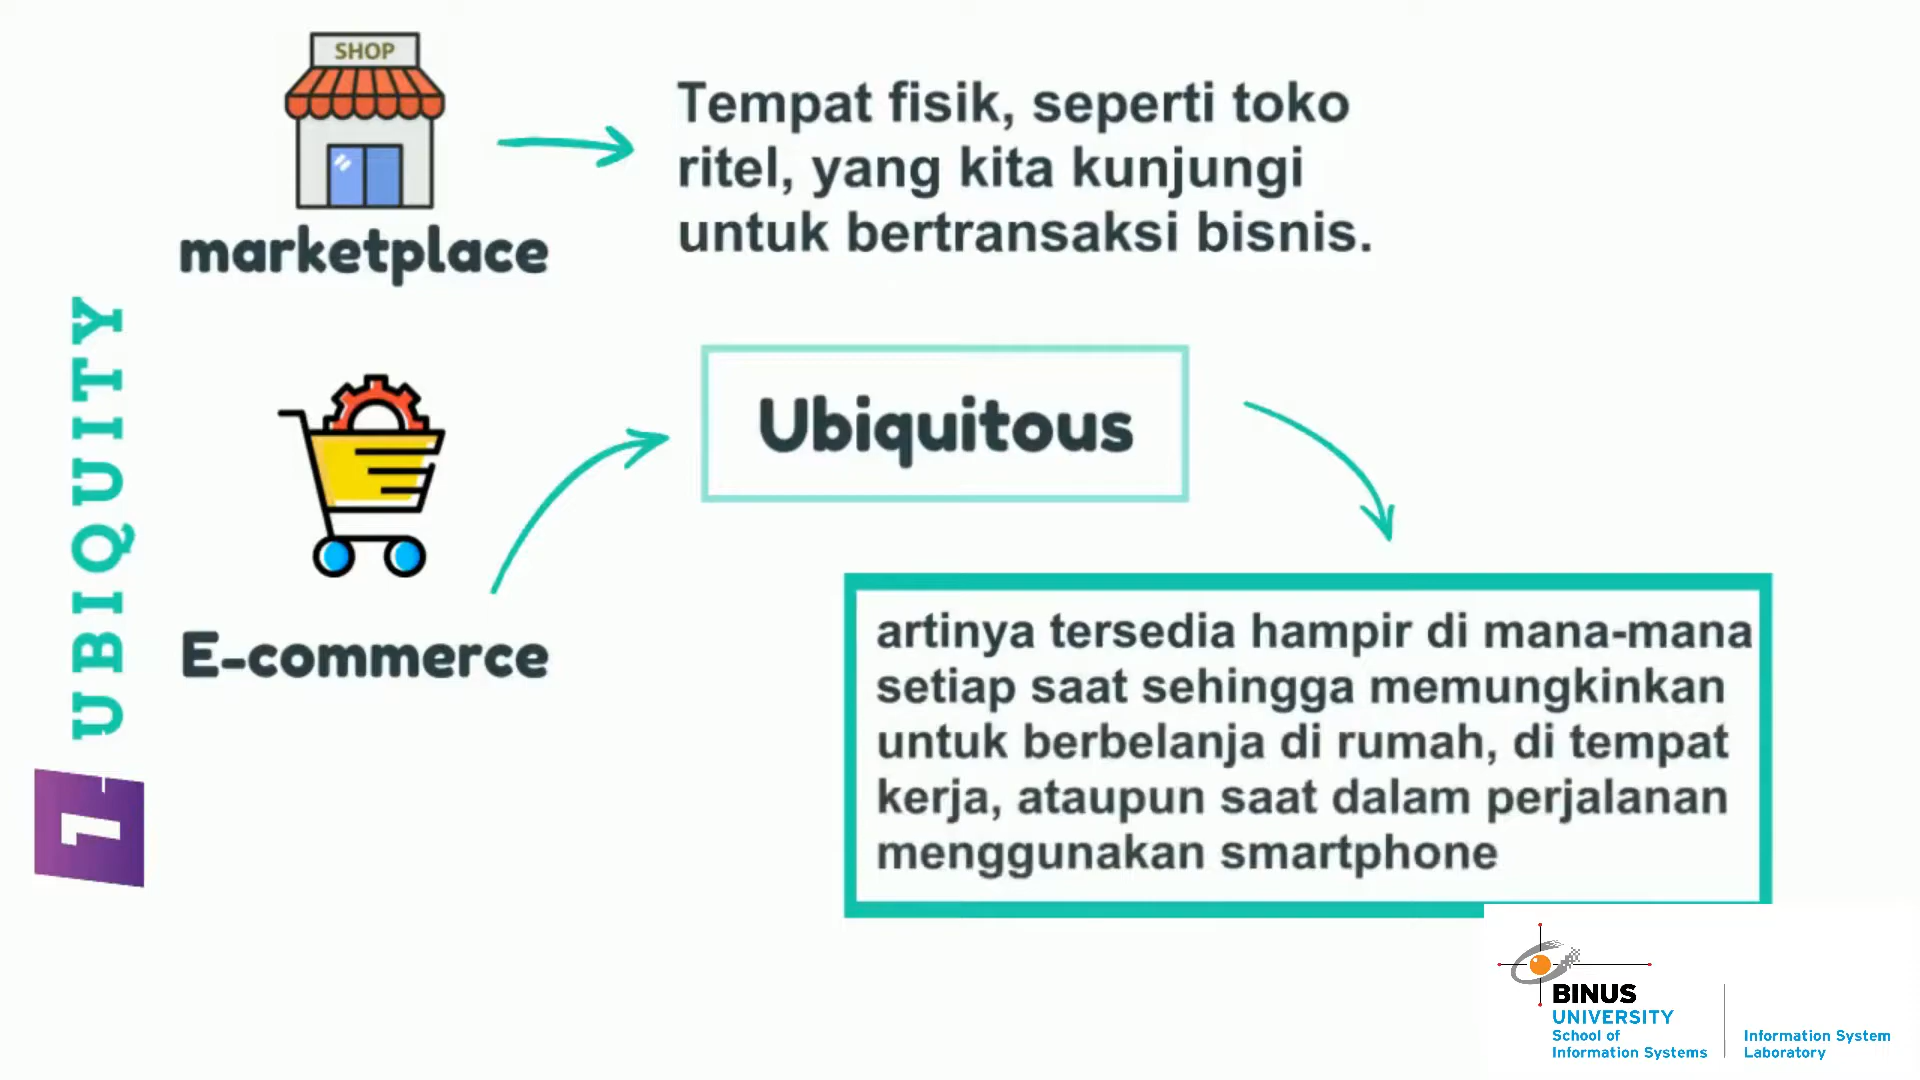 SHOP
marketplace
Tempat fisik, seperti toko
ritel, yang kita kunjungi
untuk bertransaksi bisnis.
1.
UBIQUITY
E-commerce
Ubiquitous
artinya tersedia hampir di mana-mana
setiap saat sehingga memungkinkan
untuk berbelanja di rumah, di tempat
kerja, ataupun saat dalam perjalanan
menggunakan smartphone
BINUS
UNIVERSITY
School of
Information Systems
Information System
Laboratory